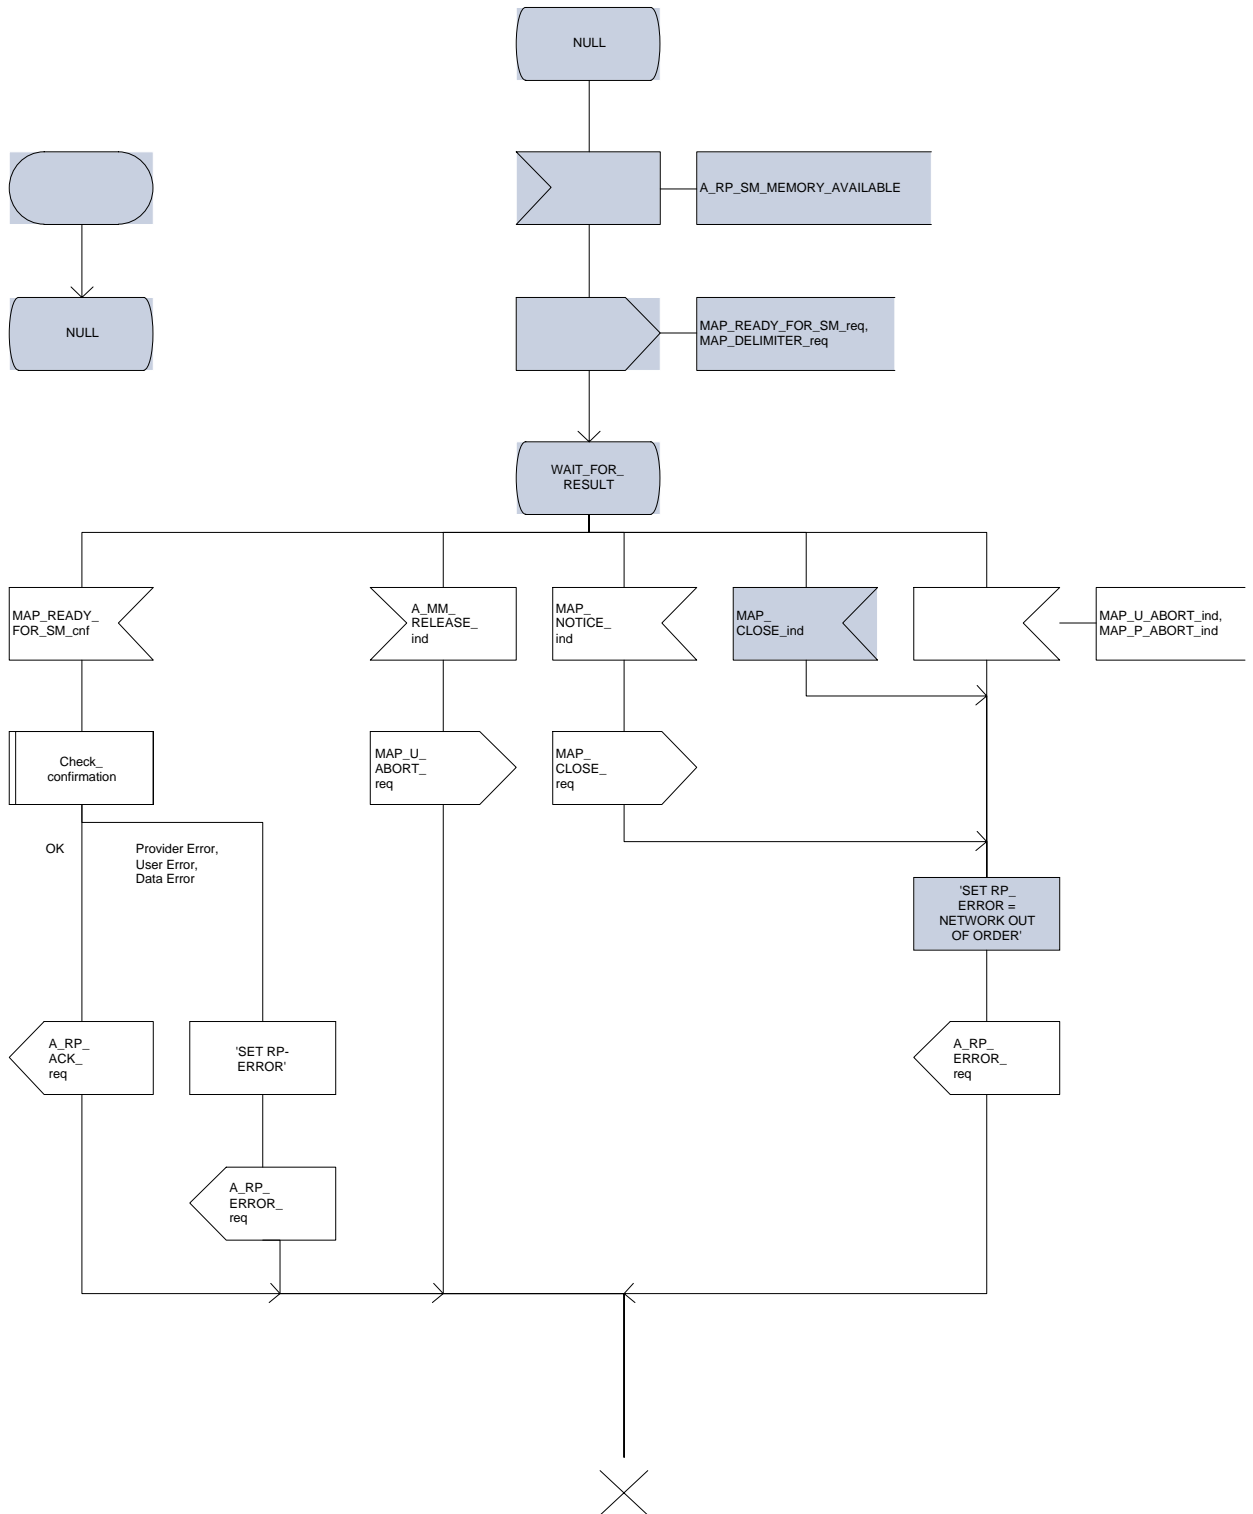 NULL
A_RP_SM_MEMORY_AVAILABLE
NULL
MAP_READY_FOR_SM_req,
MAP_DELIMITER_req
WAIT_FOR_
RESULT
MAP_READY_
FOR_SM_cnf
A_MM_
RELEASE_
ind
MAP_
NOTICE_
ind
MAP_
CLOSE_ind
MAP_U_ABORT_ind,
MAP_P_ABORT_ind
Check_
confirmation
MAP_U_
ABORT_
req
MAP_
CLOSE_
req
OK
Provider Error,
User Error,
Data Error
'SET RP_
ERROR =
NETWORK OUT
OF ORDER'
A_RP_
ACK_
req
'SET RP-
ERROR'
A_RP_
ERROR_
req
A_RP_
ERROR_
req